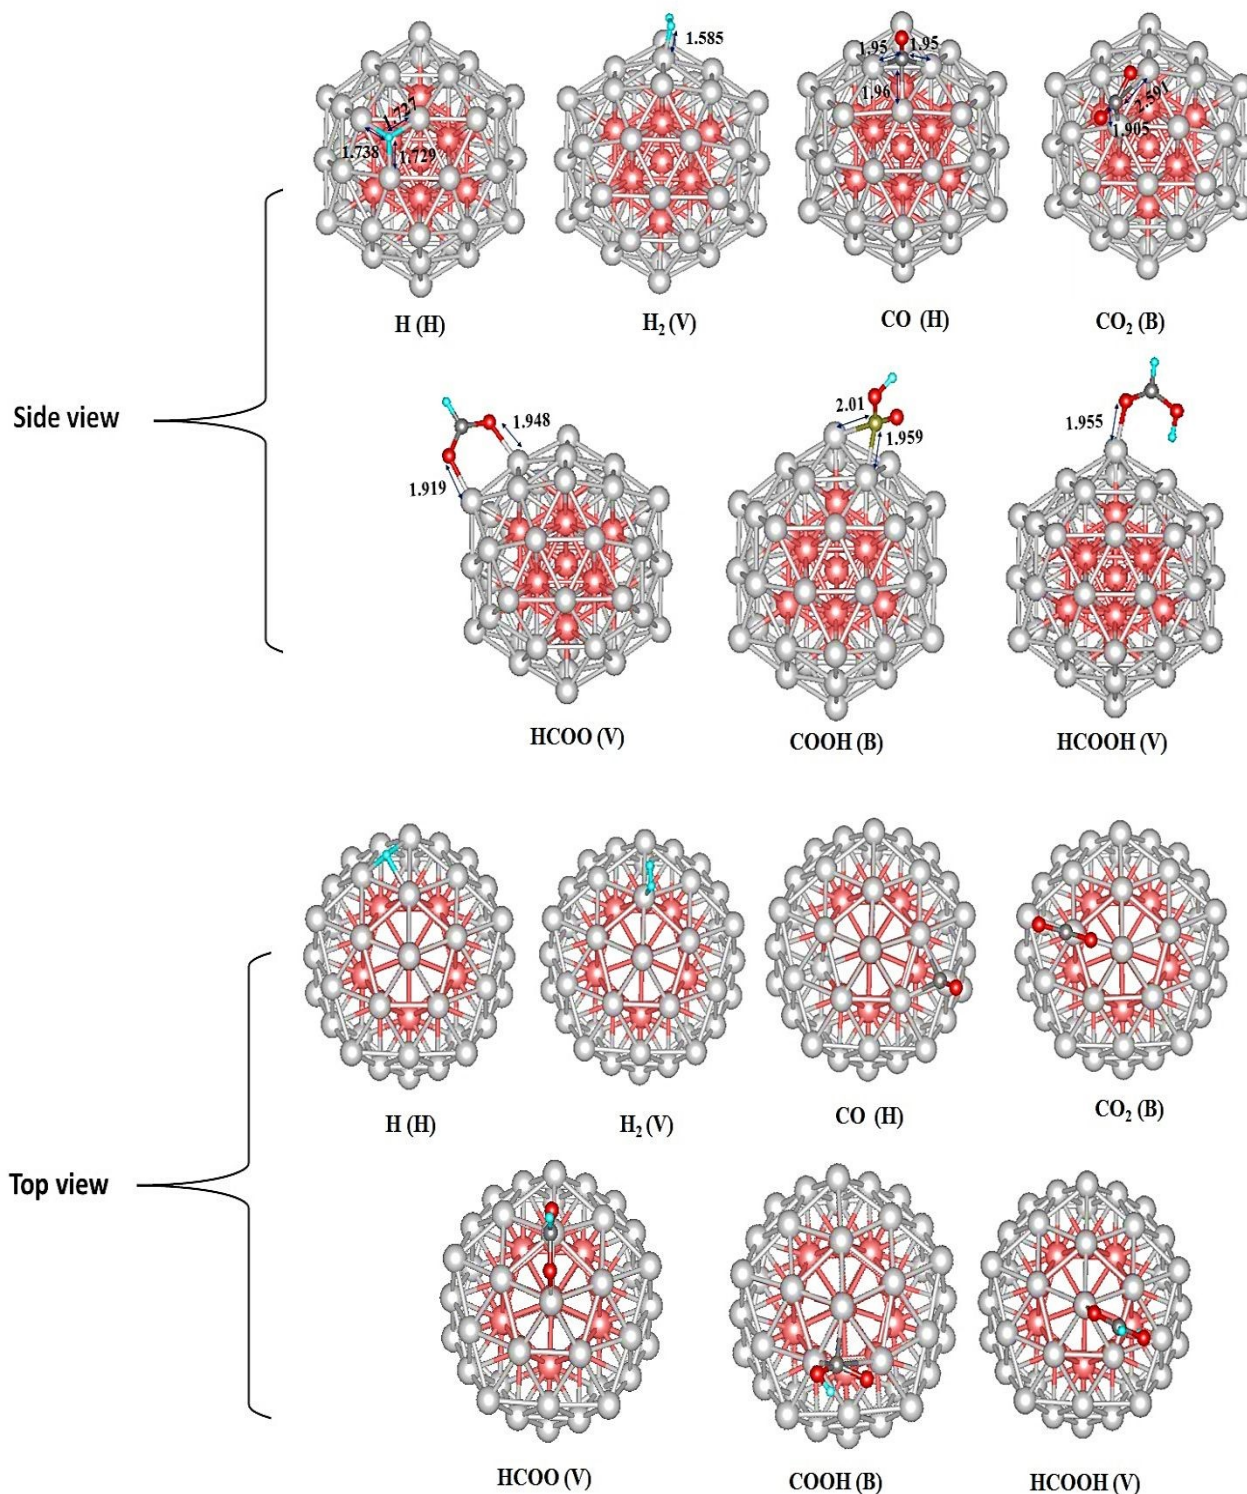 1.727
1.738
1.729
1.585
1.95
1.95
1.96
2.591
1.905
H (H)
H₂ (V)
CO (H)
CO₂ (B)
Side view
1.948
1.919
2.01
1.959
1.955
HCOO (V)
COOH (B)
HCOOH (V)
H (H)
H₂ (V)
CO (H)
CO₂ (B)
Top view
HCOO (V)
COOH (B)
HCOOH (V)